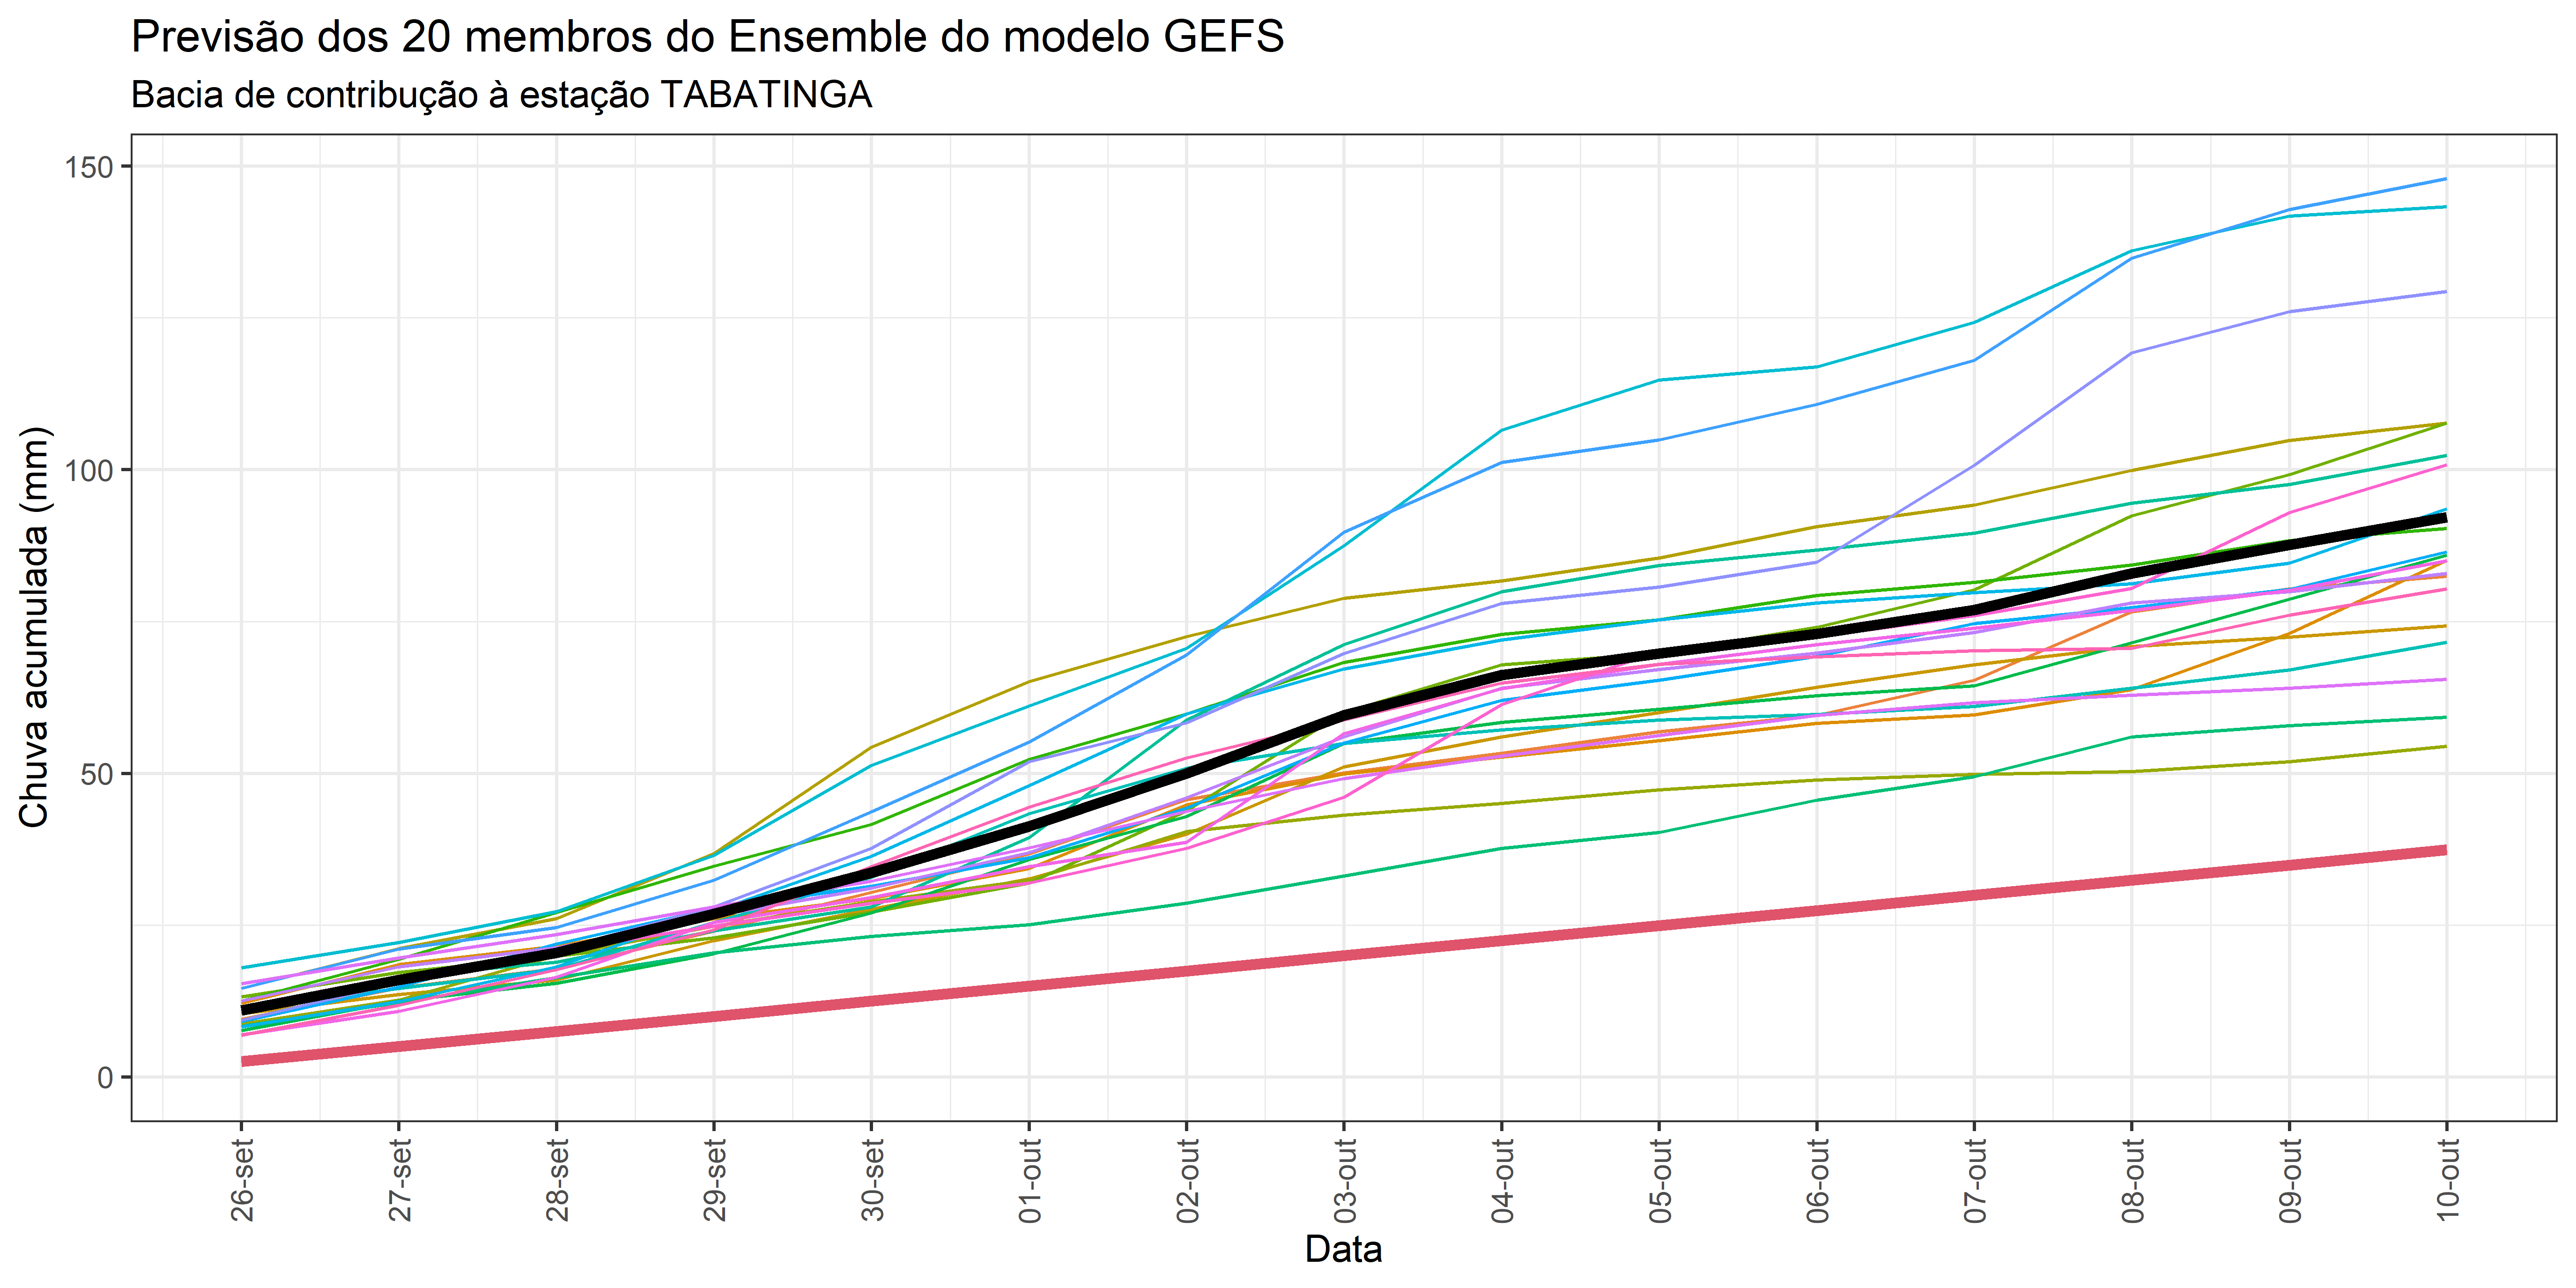 Previsão dos 20 membros do Ensemble do modelo GEFS
Bacia de contribução à estação TABATINGA
Chuva acumulada (mm)
150
100
50
0
26-set
27-set
28-set
29-set
30-set
01-out
02-out
03-out
04-out
05-out
06-out
07-out
08-out
09-out
10-out
Data